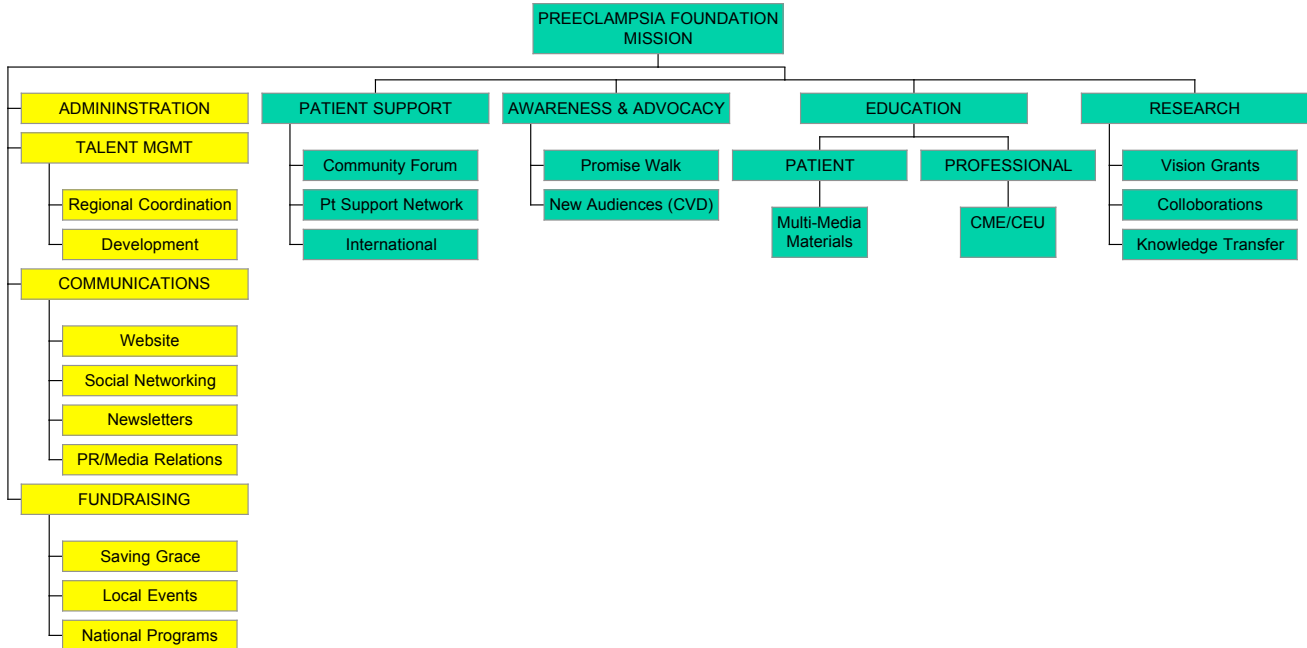 PREECLAMPSIA FOUNDATION
MISSION
ADMININSTRATION
TALENT MGMT
Regional Coordination
Development
COMMUNICATIONS
Website
Social Networking
Newsletters
PR/Media Relations
FUNDRAISING
Saving Grace
Local Events
National Programs
PATIENT SUPPORT
Community Forum
Pt Support Network
International
AWARENESS & ADVOCACY
Promise Walk
New Audiences (CVD)
EDUCATION
PATIENT
Multi-Media
Materials
PROFESSIONAL
CME/CEU
RESEARCH
Vision Grants
Colloborations
Knowledge Transfer